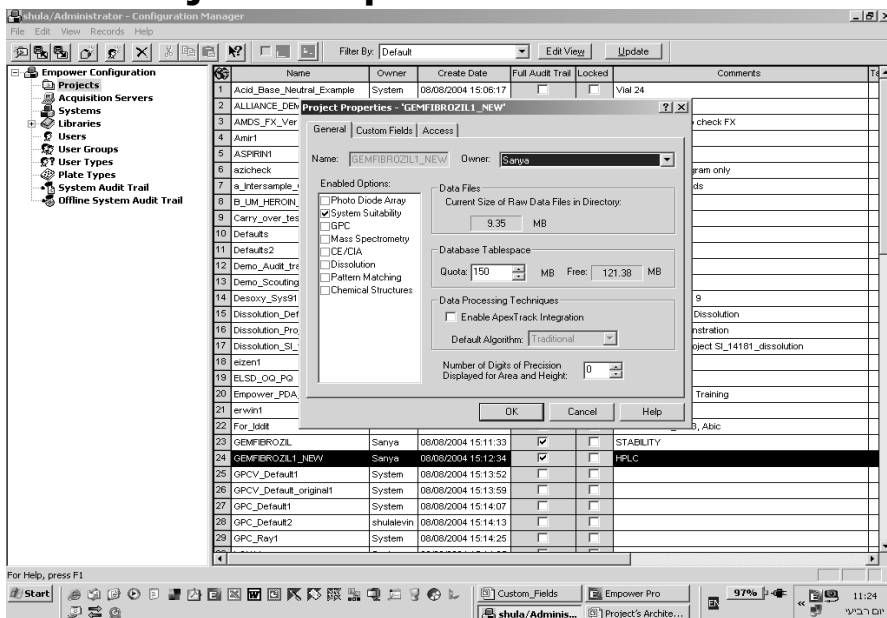 shula/Administrator - Configuration Manager
File Edit View Records Help
Filter By: Default Edit View Update
Empower Configuration
Projects
Acquisition Servers
Systems
Libraries
Users
User Groups
User Types
Plate Types
System Audit Trail
Offline System Audit Trail
Name Owner Create Date Full Audit Trail Locked Comments
1 Acid_Base_Neutral_Example System 08/08/2004 15:06:17 Vial 24
2 ALLIANCE_DEM
3 AMDS_FX_Ver check FX
4 Amir1
5 ASPIRIN1
6 azicheck gram only
7 a_Intersample_ ds
8 B_UM_HEROIN_
9 Carry_over_tes
10 Defaults
11 Defaults2
12 Demo_Audit_tra
13 Demo_Scouting
14 Desoxy_Sys91 9
15 Dissolution_Def Dissolution
16 Dissolution_Proj nstration
17 Dissolution_SI_ oject SI_14181_dissolution
18 eizen1
19 ELSD_OQ_PQ
20 Empower_PDA_ Training
21 erwin1
22 For_Iddit 3, Abic
23 GEMFIBROZIL Sanya 08/08/2004 15:11:33 STABILITY
24 GEMFIBROZIL1_NEW Sanya 08/08/2004 15:12:34 HPLC
25 GPCV_Default1 System 08/08/2004 15:13:52
26 GPCV_Default_original1 System 08/08/2004 15:13:59
27 GPC_Default1 System 08/08/2004 15:14:07
28 GPC_Default2 shulalevin 08/08/2004 15:14:13
29 GPC_Ray1 System 08/08/2004 15:14:25
Project Properties - 'GEMFIBROZIL1_NEW'
General Custom Fields Access
Name: GEMFIBROZIL1_NEW Owner: Sanya
Enabled Options:
Photo Diode Array
System Suitability
GPC
Mass Spectrometry
CE/CIA
Dissolution
Pattern Matching
Chemical Structures
Data Files
Current Size of Raw Data Files in Directory:
9.35 MB
Database Tablespace
Quota: 150 MB Free: 121.38 MB
Data Processing Techniques
Enable ApexTrack Integration
Default Algorithm: Traditional
Number of Digits of Precision
Displayed for Area and Height: 0
OK Cancel Help
For Help, press F1
Start Custom_Fields Empower Pro EN 97% 11:24
shula/Adminis... Project's Archite... יום רביעי